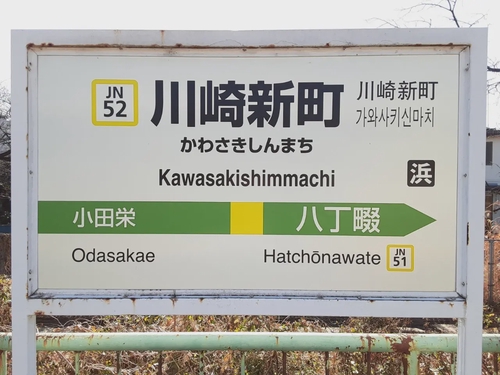 JN
52
川崎新町
川崎新町
가와사키신마치
かわさきしんまち
Kawasakishimmachi
浜
小田栄
八丁畷
Odasakae
Hatchōnawate
JN
51